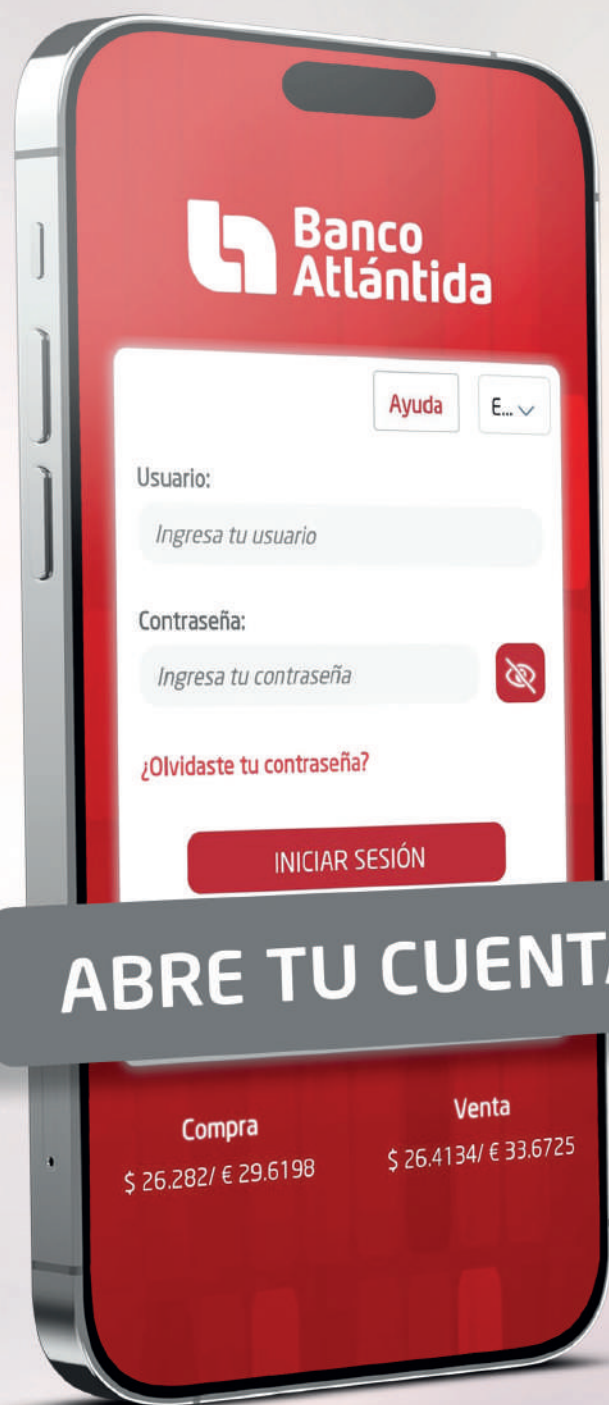 Banco
Atlántida
Ayuda
E...
Usuario:
Ingresa tu usuario
Contraseña:
Ingresa tu contraseña
¿Olvidaste tu contraseña?
INICIAR SESIÓN
ABRE TU CUENTA
Compra
Venta
$ 26.282/ € 29.6198
$ 26.4134/ € 33.6725